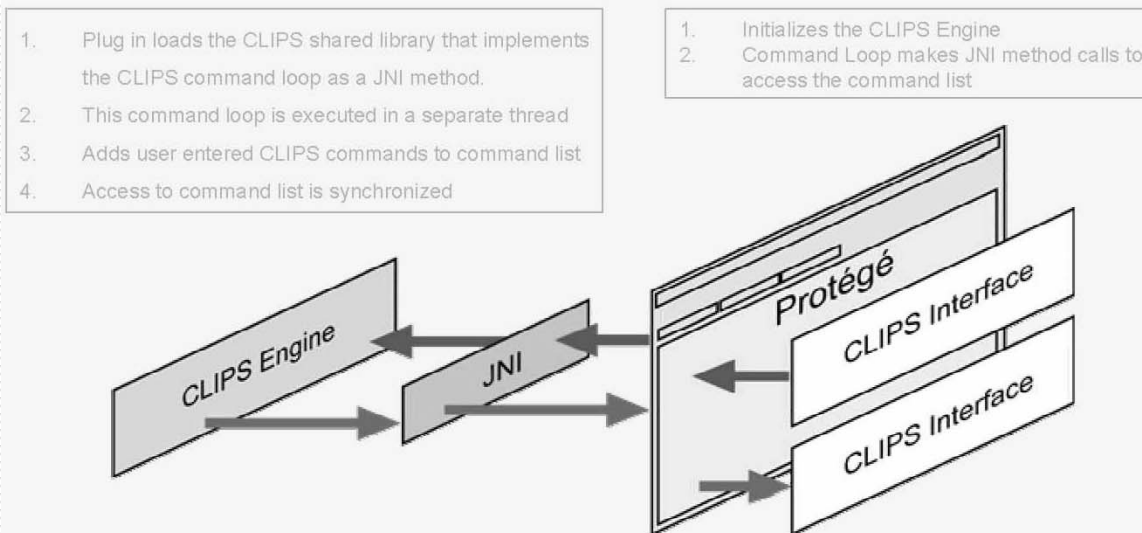 1. Plug in loads the CLIPS shared library that implements
the CLIPS command loop as a JNI method.
2. This command loop is executed in a separate thread
3. Adds user entered CLIPS commands to command list
4. Access to command list is synchronized
1. Initializes the CLIPS Engine
2. Command Loop makes JNI method calls to
access the command list
Protégé
CLIPS Interface
CLIPS Engine
JNI
CLIPS Interface